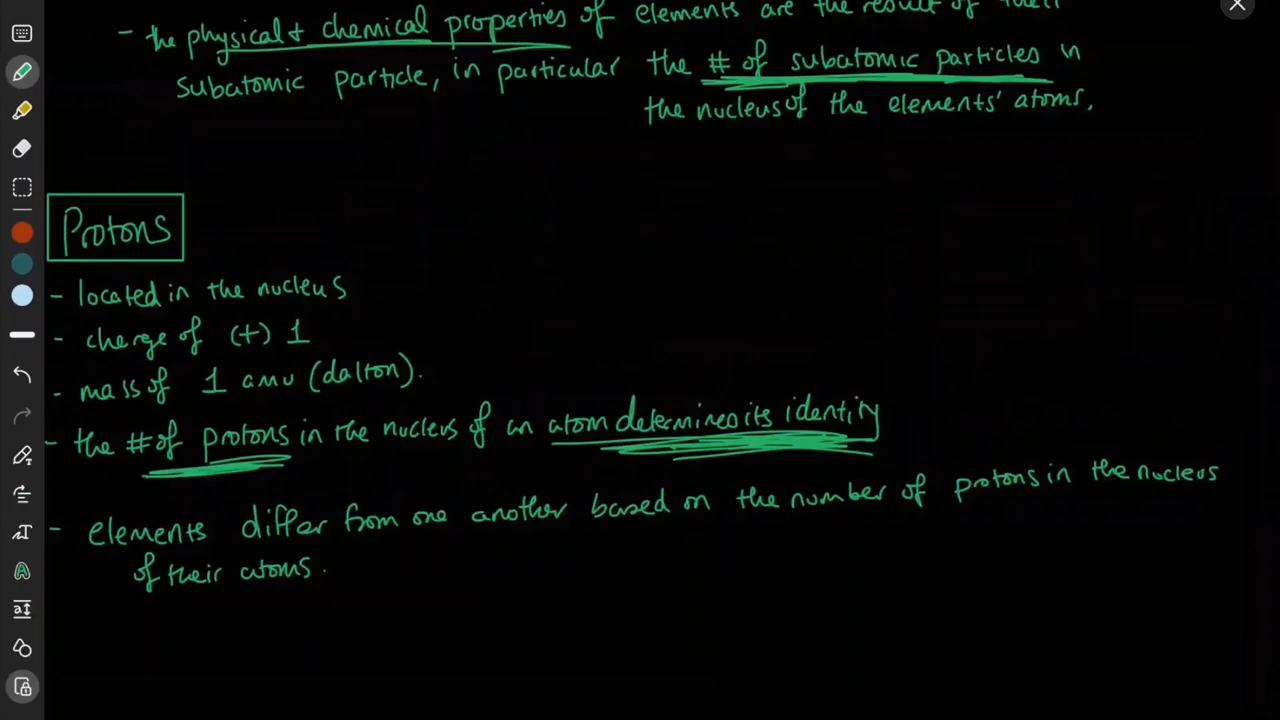 - the physical + chemical properties of elements are the result of their
subatomic particle, in particular the # of subatomic particles in
the nucleus of the elements' atoms.
Protons
- located in the nucleus
- charge of (+) 1
- mass of 1 amu (dalton).
- the # of protons in the nucleus of an atom determines its identity
- elements differ from one another based on the number of protons in the nucleus
of their atoms.